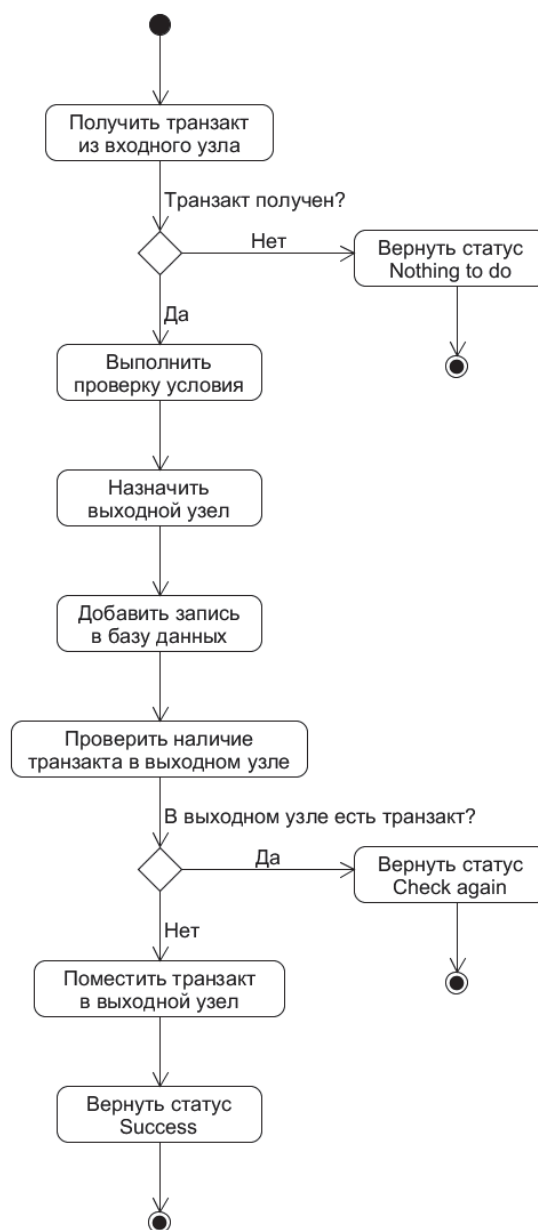 Получить транзакт
из входного узла
Транзакт получен?
Нет
Вернуть статус
Nothing to do
Да
Выполнить
проверку условия
Назначить
выходной узел
Добавить запись
в базу данных
Проверить наличие
транзакта в выходном узле
В выходном узле есть транзакт?
Да
Вернуть статус
Check again
Нет
Поместить транзакт
в выходной узел
Вернуть статус
Success